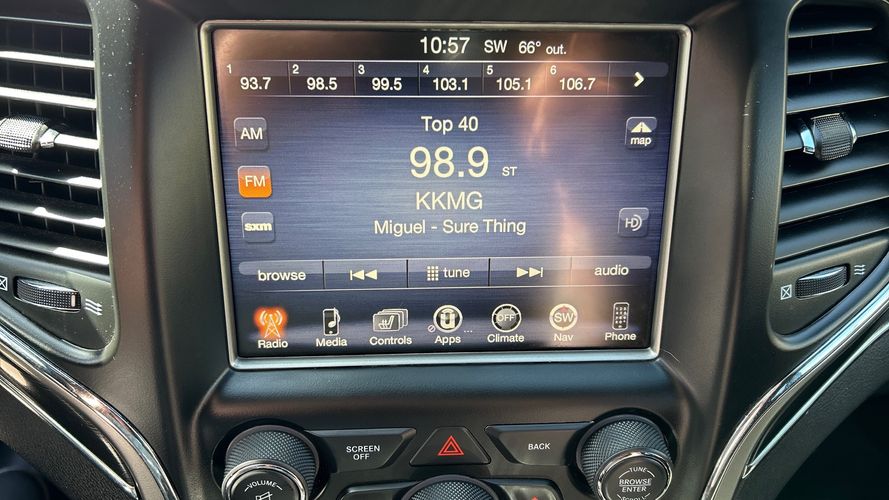 10:57 SW 66° out.
1 2 3 4 5 6
93.7 98.5 99.5 103.1 105.1 106.7
AM Top 40 map
98.9 ST
FM
KKMG
sxm Miguel - Sure Thing HD
browse tune audio
Radio Media Controls Apps ... Climate Nav Phone
OFF SW
SCREEN OFF BACK
VOLUME TUNE
BROWSE
ENTER